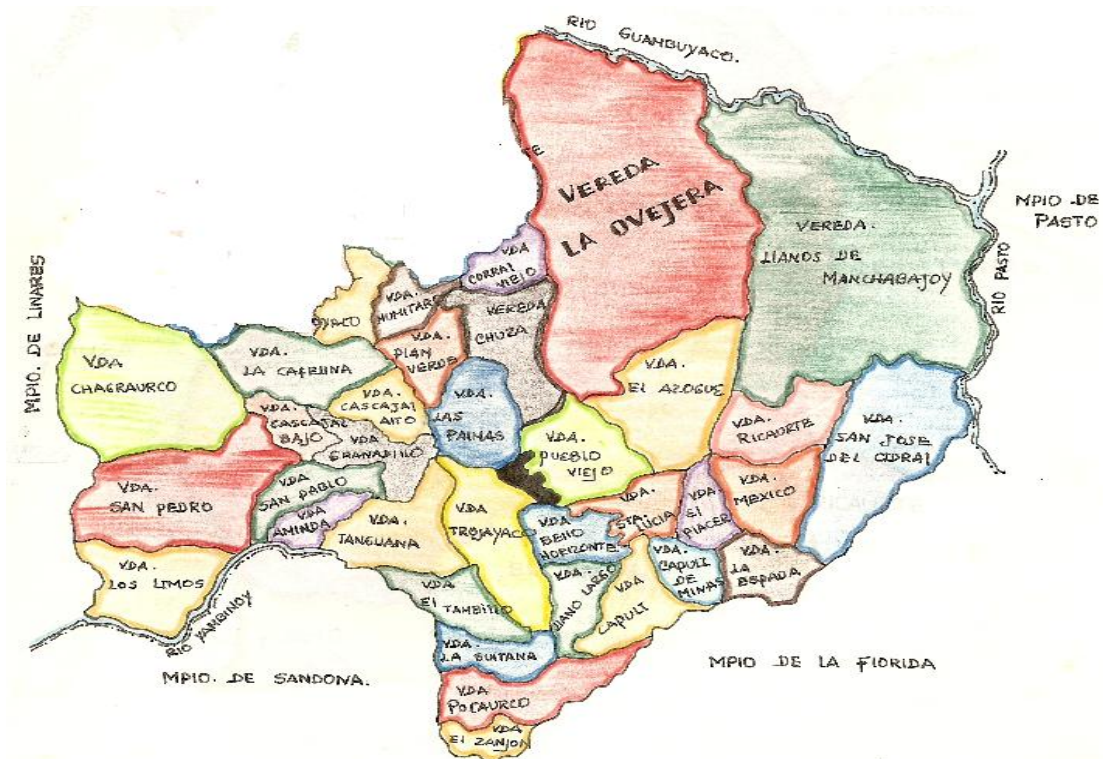 RIO GUAMBUYACO.
VEREDA
LA OVEJERA
MPIO DE
PASTO
VEREDA.
LLANOS DE
MANCHABAJOY
RIO PASTO
MPIO. DE LINARES
VDA
CORRAL
VIEJO
VDA.
HUMITARO
VEREDA
CHUZA
VDA.
PLAN
VERDE
VDA
CHAGRAURCO
VDA.
LA CAFELINA
VDA.
EL AZOGUE
VDA.
CASCAJAL
ALTO
VDA.
LAS
PALMAS
VDA.
CASCAJAL
BAJO
VDA
GRANADILLO
VDA.
RICAURTE
VDA.
SAN JOSE
DEL CIDRAL
VDA.
PUEBLO
VIEJO
VDA.
SAN PEDRO
VDA
SAN PABLO
VDA
AMINDA
TANGUANA
VDA
TROJAYACO
VDA.
STA.
LUCIA
VDA.
EL
PLACER
VDA.
MEXICO
VDA
BELLO
HORIZONTE
VDA.
LOS LIMOS
VDA
EL TAMBILLO
VDA.
LLANO LARGO
VDA
CAPULI
VDA.
CAPULI
DE
MINAS
VDA.
LA
ESPADA
RIO YAMBINOY
VDA.
LA SULTANA
MPIO. DE SANDONA.
MPIO DE LA FLORIDA
VDA
POCAURCO
VDA
EL ZANJON